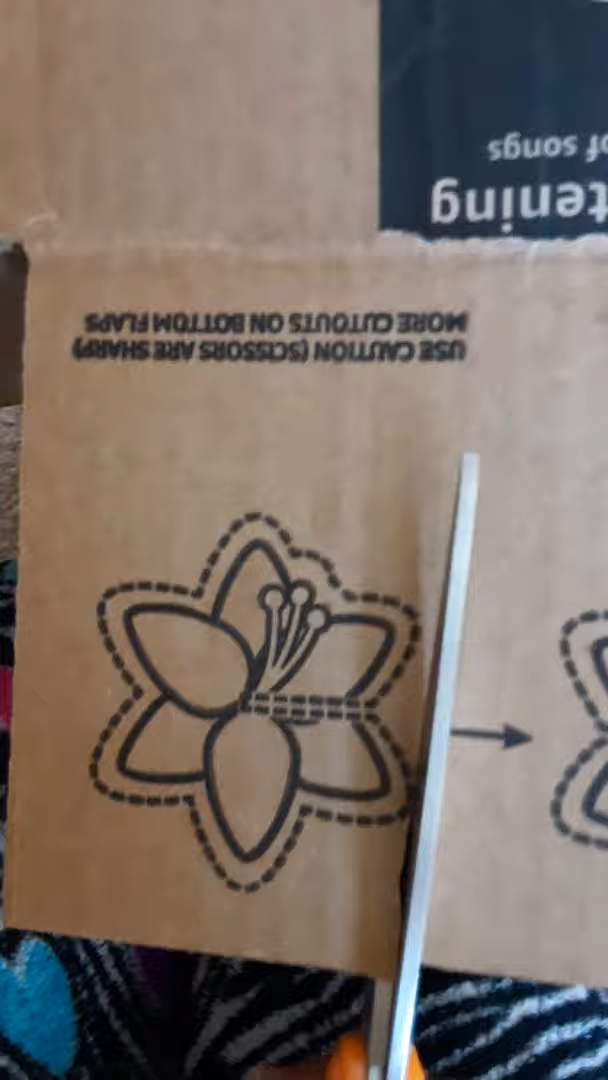 USE CAUTION (SCISSORS ARE SHARP)
MORE CUTOUTS ON BOTTOM FLAPS
tening
of songs